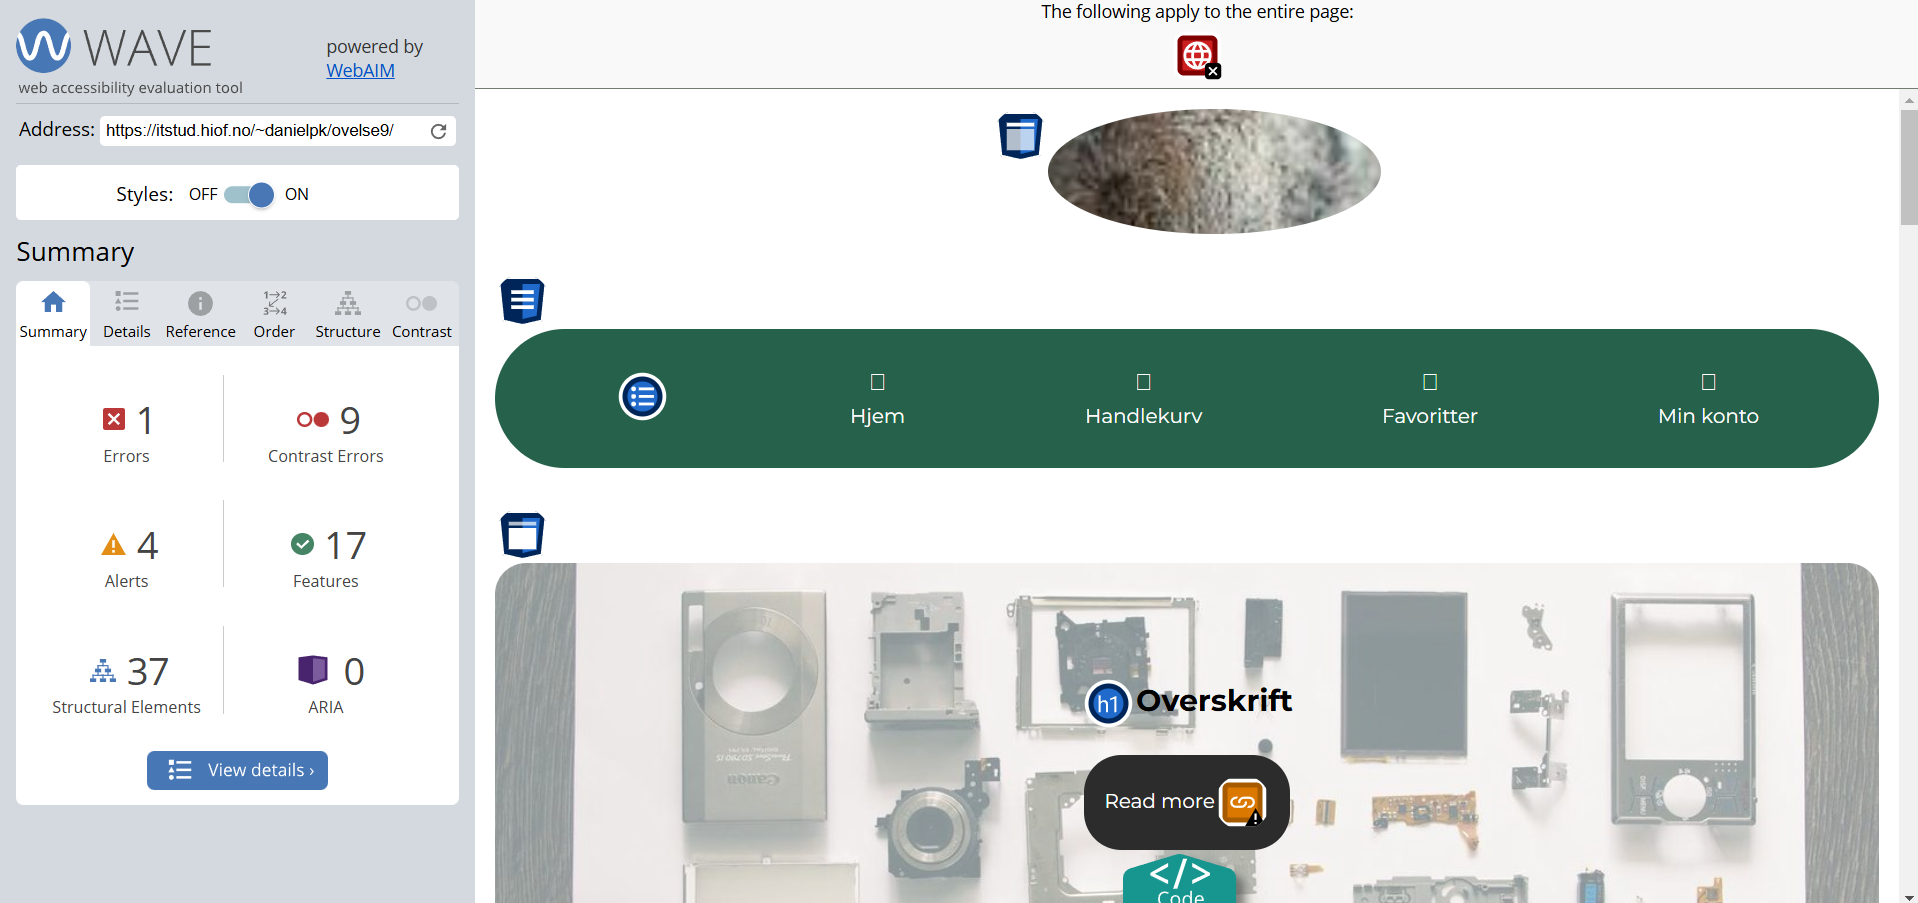 WAVE
powered by
WebAIM
web accessibility evaluation tool
Address: https://itstud.hiof.no/~danielpk/ovelse9/
Styles: OFF ON
Summary
Summary Details Reference Order Structure Contrast
1 Errors
9 Contrast Errors
4 Alerts
17 Features
37 Structural Elements
0 ARIA
View details ›
The following apply to the entire page:
Hjem Handlekurv Favoritter Min konto
Canon
h1 Overskrift
Read more
</>
Code